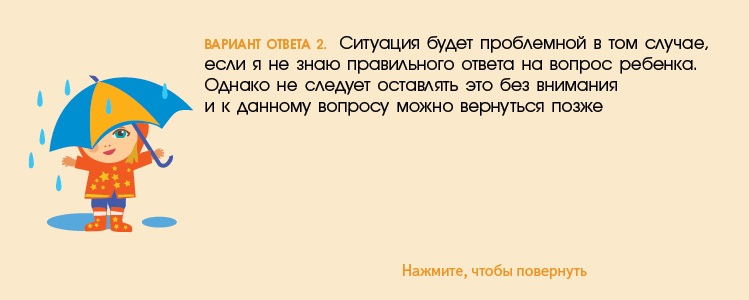 ВАРИАНТ ОТВЕТА 2. Ситуация будет проблемной в том случае,
если я не знаю правильного ответа на вопрос ребенка.
Однако не следует оставлять это без внимания
и к данному вопросу можно вернуться позже
Нажмите, чтобы повернуть